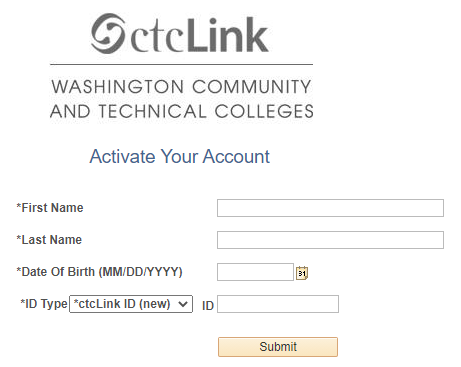 ctcLink
WASHINGTON COMMUNITY
AND TECHNICAL COLLEGES
Activate Your Account
*First Name
*Last Name
*Date Of Birth (MM/DD/YYYY)
31
*ID Type *ctcLink ID (new) ID
Submit